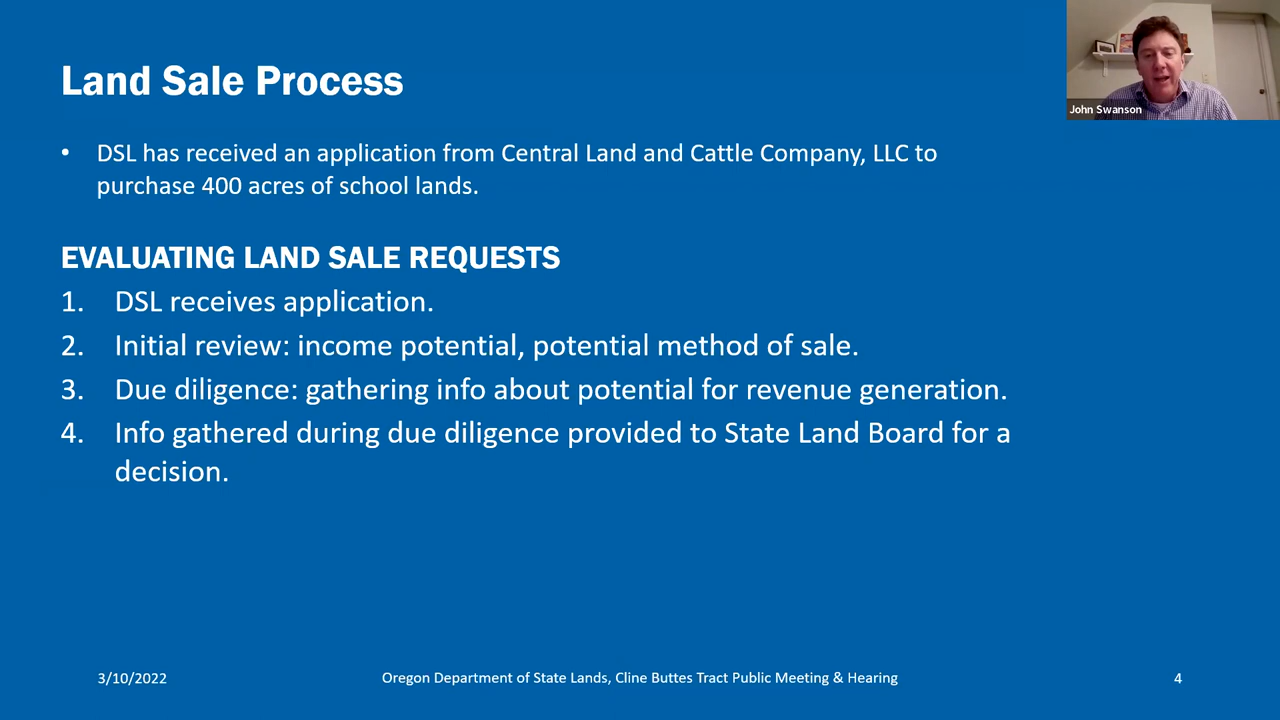 Land Sale Process
John Swanson
• DSL has received an application from Central Land and Cattle Company, LLC to
purchase 400 acres of school lands.
EVALUATING LAND SALE REQUESTS
1. DSL receives application.
2. Initial review: income potential, potential method of sale.
3. Due diligence: gathering info about potential for revenue generation.
4. Info gathered during due diligence provided to State Land Board for a
decision.
3/10/2022
Oregon Department of State Lands, Cline Buttes Tract Public Meeting & Hearing
4